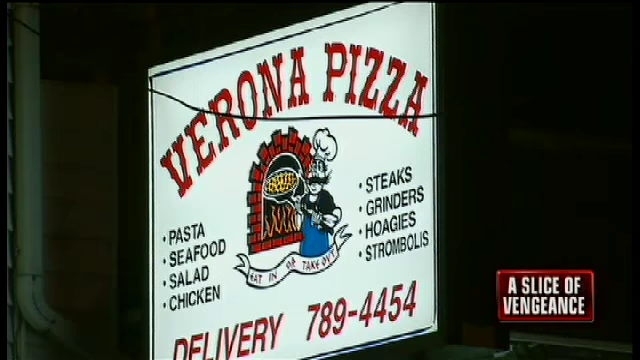 VERONA PIZZA
• PASTA
• SEAFOOD
• SALAD
• CHICKEN
EAT IN OR TAKE OUT
• STEAKS
• GRINDERS
• HOAGIES
• STROMBOLIS
DELIVERY 789-4454
A SLICE OF
VENGEANCE